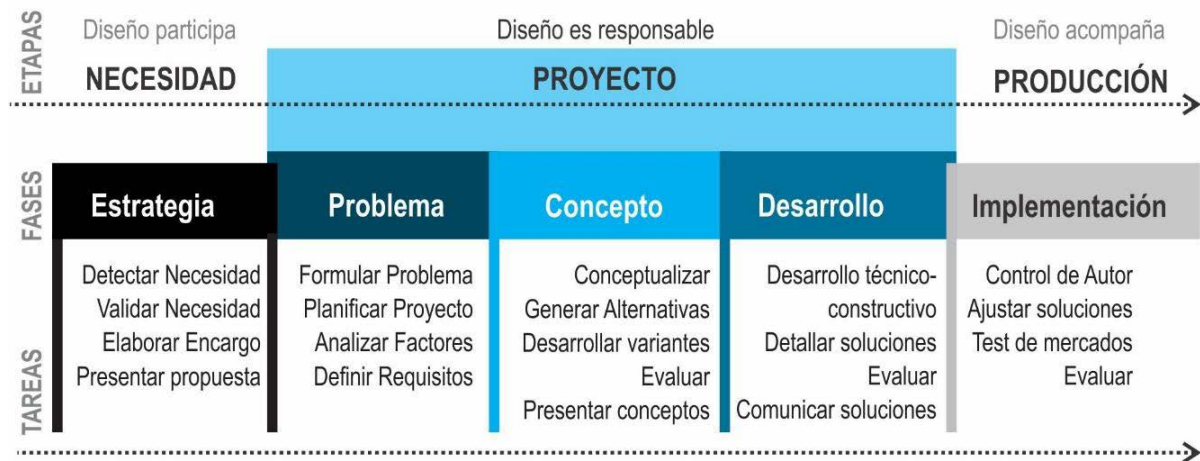 ETAPAS
Diseño participa
NECESIDAD
Diseño es responsable
PROYECTO
Diseño acompaña
PRODUCCIÓN
FASES
Estrategia
Problema
Concepto
Desarrollo
Implementación
TAREAS
Detectar Necesidad
Validar Necesidad
Elaborar Encargo
Presentar propuesta
Formular Problema
Planificar Proyecto
Analizar Factores
Definir Requisitos
Conceptualizar
Generar Alternativas
Desarrollar variantes
Evaluar
Presentar conceptos
Desarrollo técnico-
constructivo
Detallar soluciones
Evaluar
Comunicar soluciones
Control de Autor
Ajustar soluciones
Test de mercados
Evaluar